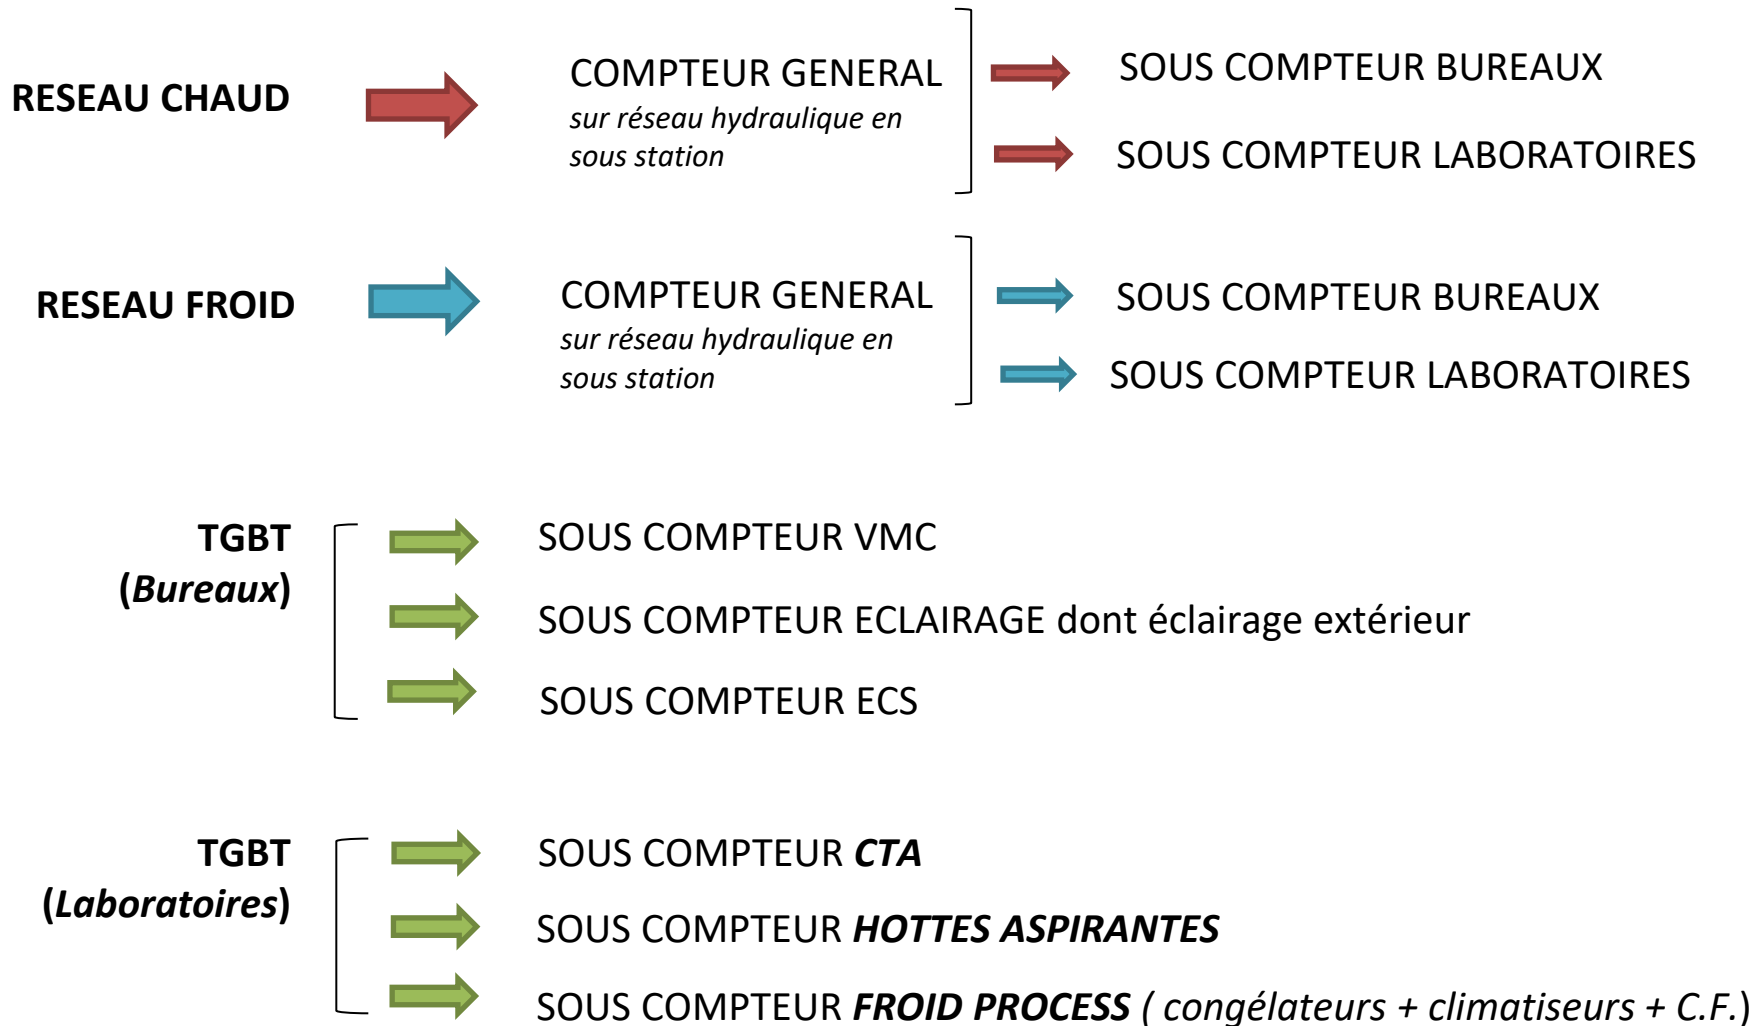 RESEAU CHAUD
COMPTEUR GENERAL
sur réseau hydraulique en
sous station
SOUS COMPTEUR BUREAUX
SOUS COMPTEUR LABORATOIRES
RESEAU FROID
COMPTEUR GENERAL
sur réseau hydraulique en
sous station
SOUS COMPTEUR BUREAUX
SOUS COMPTEUR LABORATOIRES
TGBT
(Bureaux)
SOUS COMPTEUR VMC
SOUS COMPTEUR ECLAIRAGE dont éclairage extérieur
SOUS COMPTEUR ECS
TGBT
(Laboratoires)
SOUS COMPTEUR CTA
SOUS COMPTEUR HOTTES ASPIRANTES
SOUS COMPTEUR FROID PROCESS ( congélateurs + climatiseurs + C.F.)